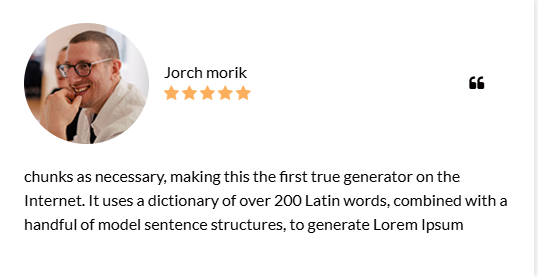 Jorch morik
chunks as necessary, making this the first true generator on the
Internet. It uses a dictionary of over 200 Latin words, combined with a
handful of model sentence structures, to generate Lorem Ipsum